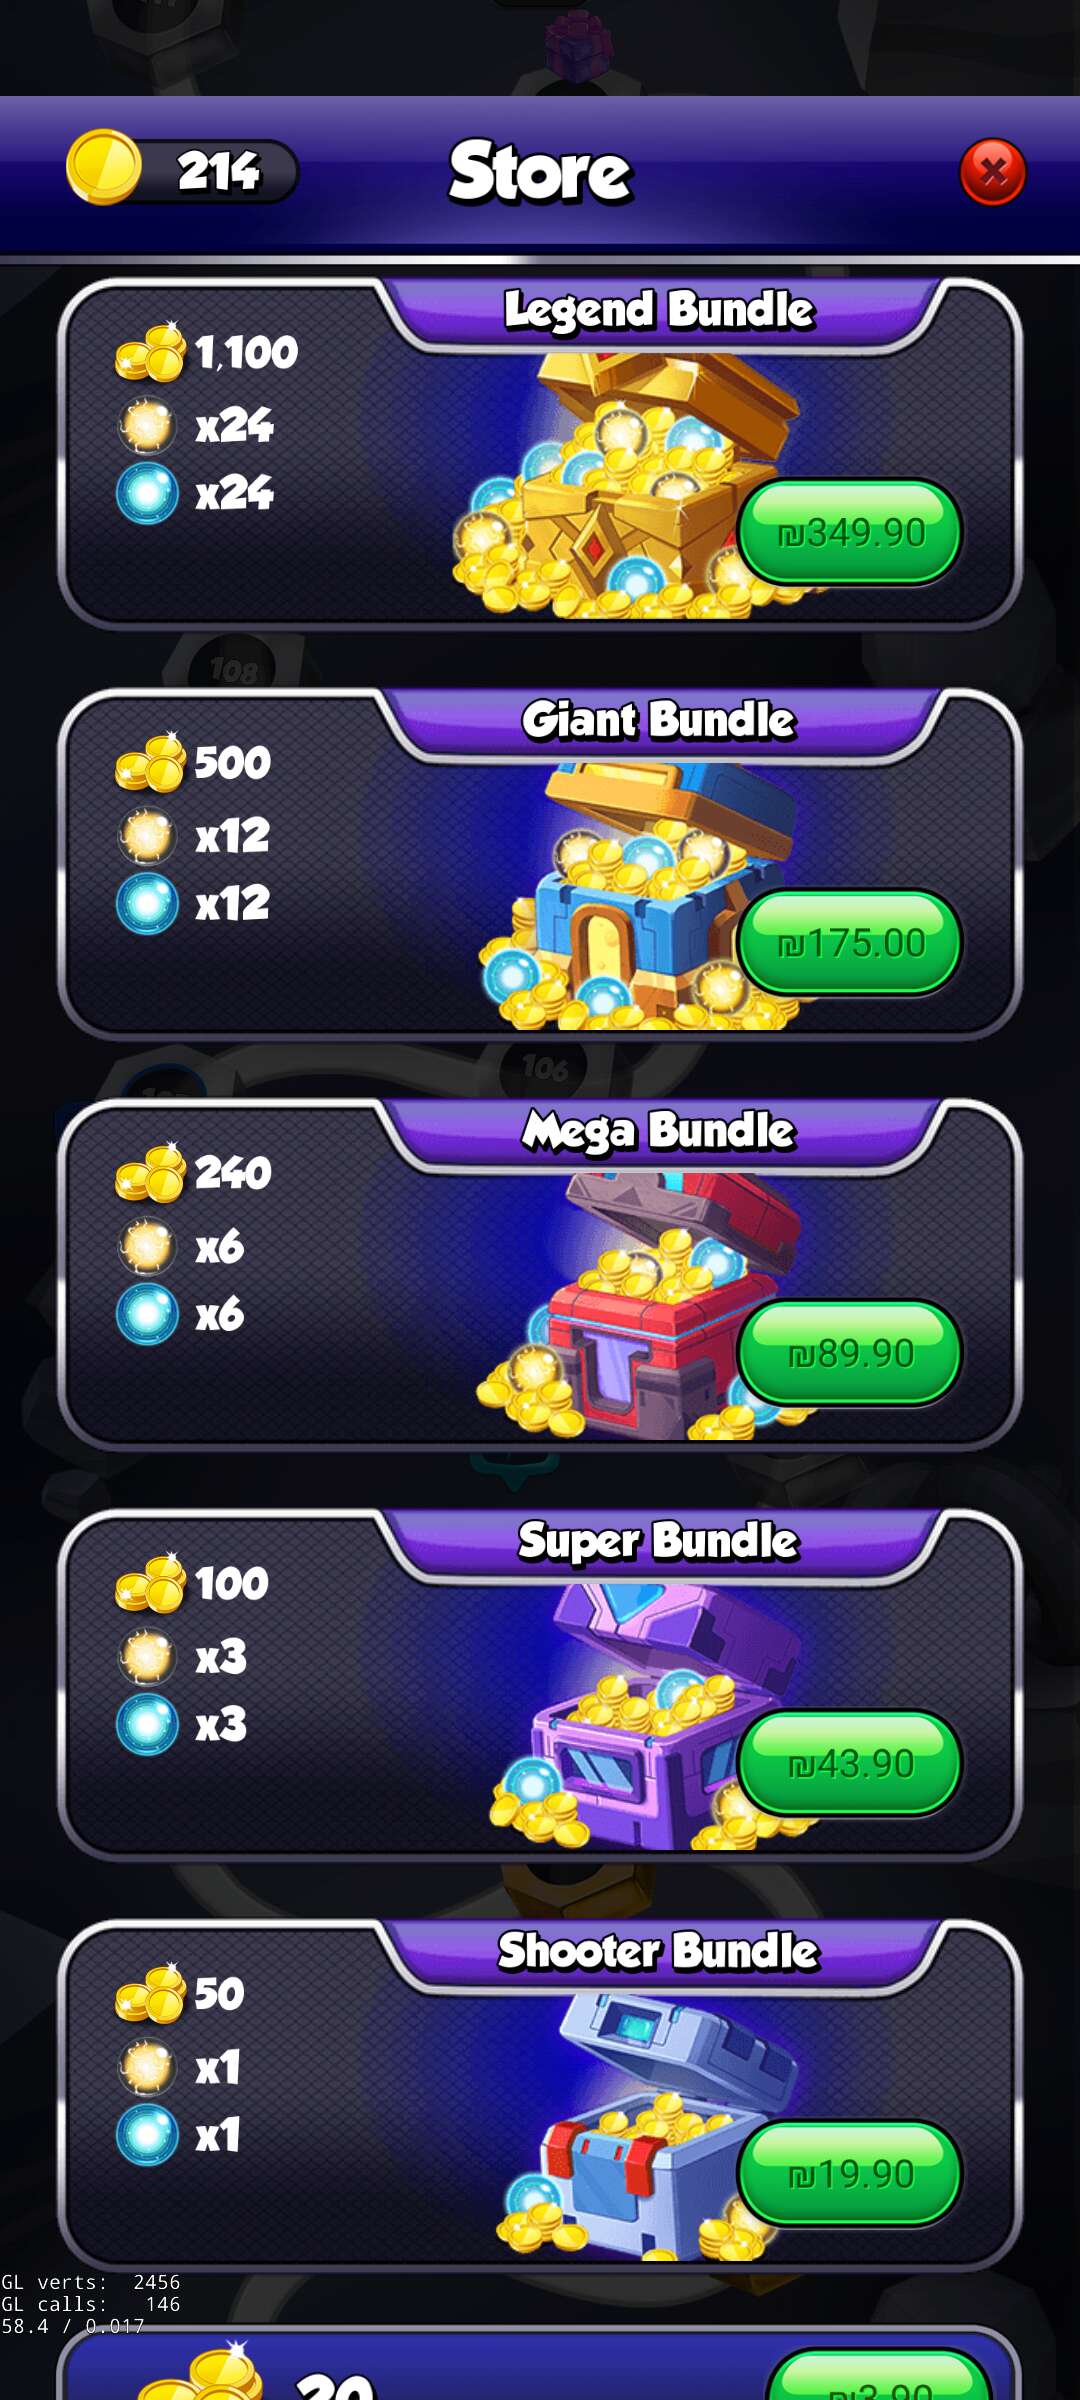 214
Store
Legend Bundle
1,100
x24
x24
₪349.90
108
Giant Bundle
500
x12
x12
₪175.00
106
Mega Bundle
240
x6
x6
₪89.90
Super Bundle
100
x3
x3
₪43.90
Shooter Bundle
50
x1
x1
₪19.90
GL verts: 2456
GL calls: 146
58.4 / 0.017
20
₪3.90